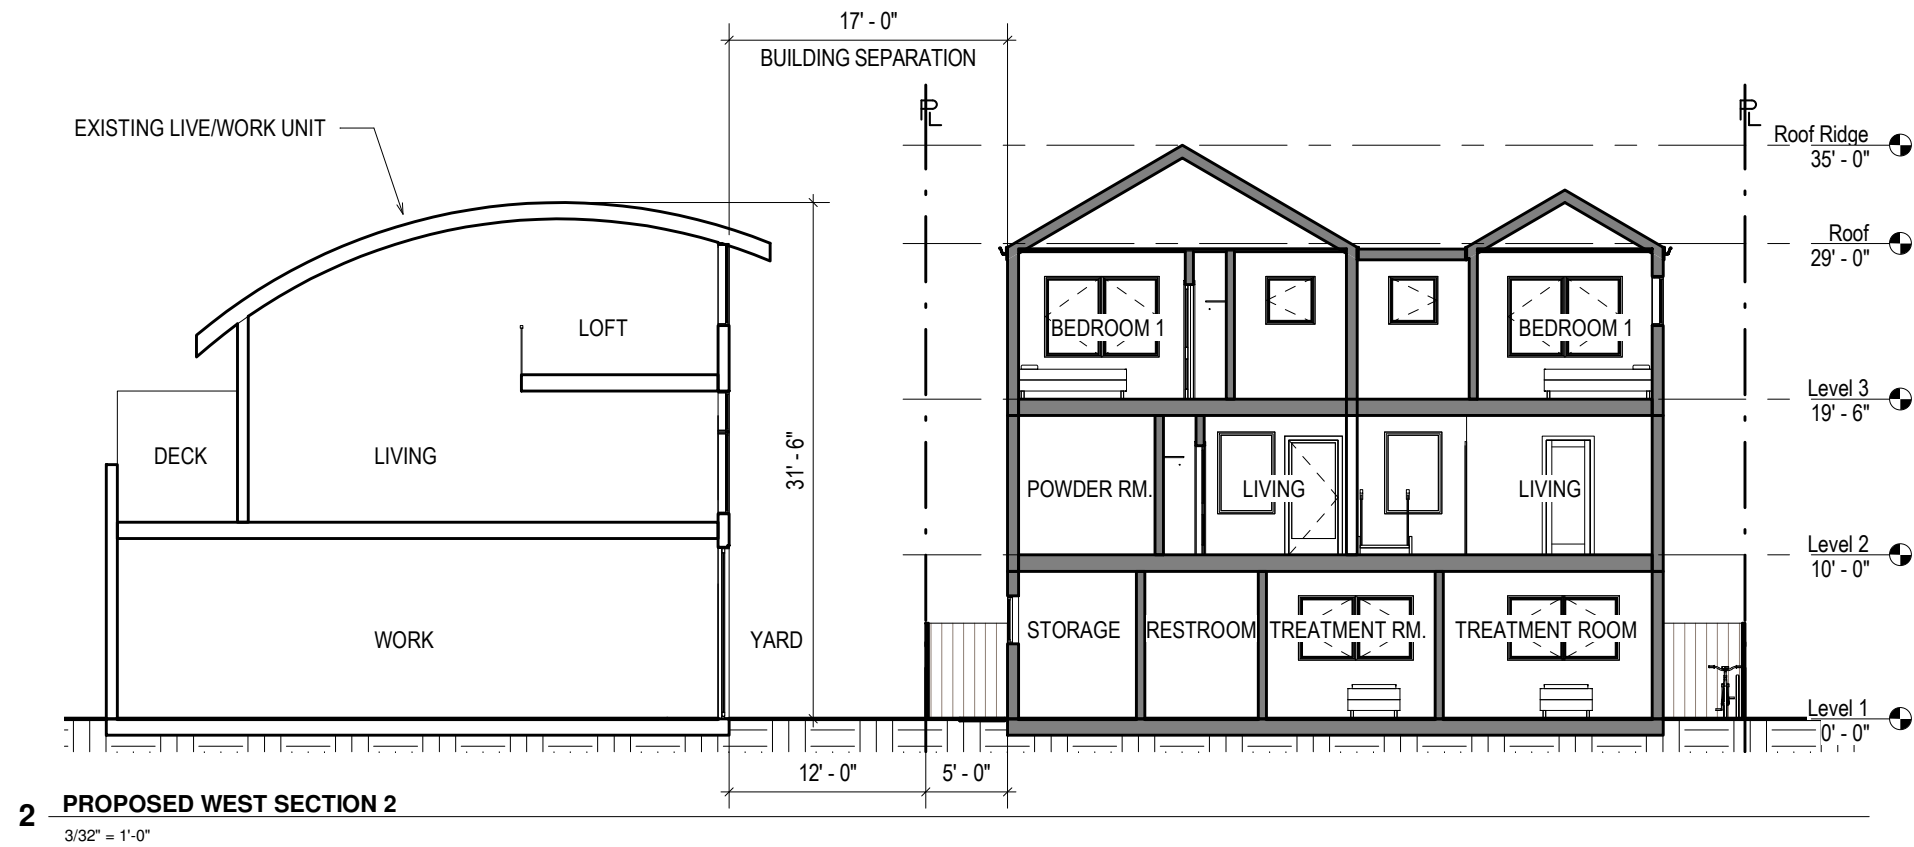 17' - 0"
BUILDING SEPARATION
EXISTING LIVE/WORK UNIT
PL
PL
Roof Ridge
35' - 0"
Roof
29' - 0"
LOFT
BEDROOM 1
BEDROOM 1
Level 3
19' - 6"
DECK
LIVING
31' - 6"
POWDER RM.
LIVING
LIVING
Level 2
10' - 0"
WORK
YARD
STORAGE
RESTROOM
TREATMENT RM.
TREATMENT ROOM
Level 1
0' - 0"
12' - 0"
5' - 0"
2
PROPOSED WEST SECTION 2
3/32" = 1'-0"